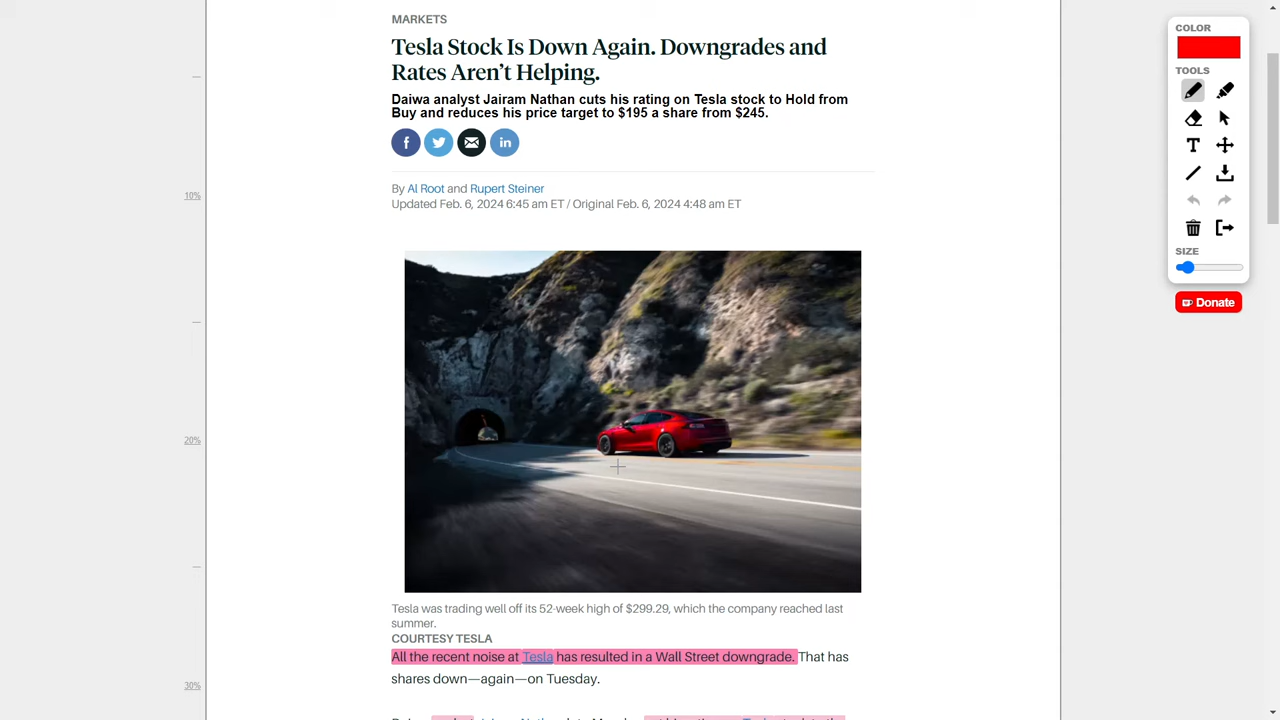 MARKETS
Tesla Stock Is Down Again. Downgrades and
Rates Aren't Helping.
Daiwa analyst Jairam Nathan cuts his rating on Tesla stock to Hold from
Buy and reduces his price target to $195 a share from $245.
By Al Root and Rupert Steiner
Updated Feb. 6, 2024 6:45 am ET / Original Feb. 6, 2024 4:48 am ET
Tesla was trading well off its 52-week high of $299.29, which the company reached last
summer.
COURTESY TESLA
All the recent noise at Tesla has resulted in a Wall Street downgrade. That has
shares down—again—on Tuesday.
10%
20%
30%
COLOR
TOOLS
T
SIZE
Donate